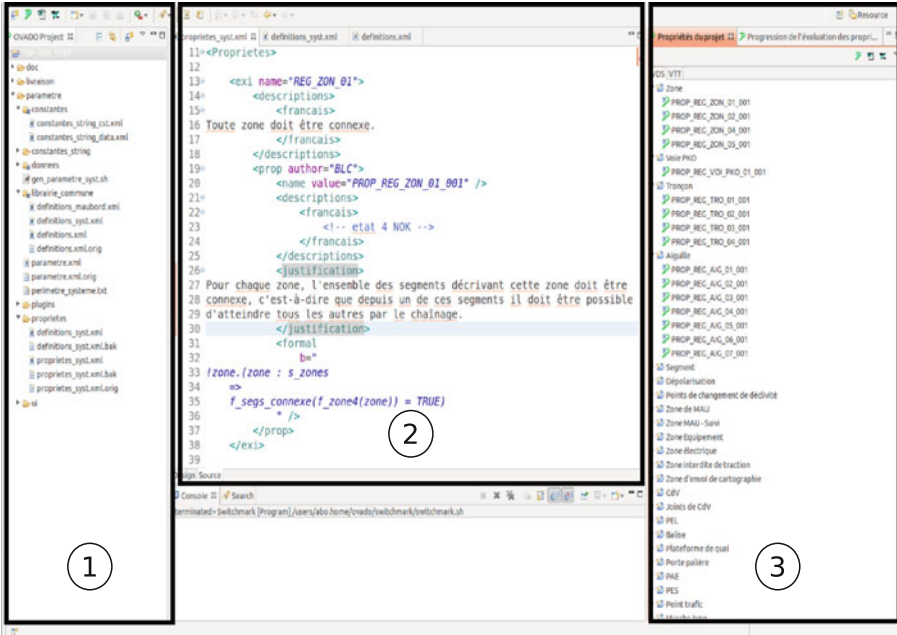 Resource
OVADO Project
doc
livraison
parametre
constantes
constantes_string_cst.xml
constantes_string_data.xml
constantes_string
donnees
gen_parametre_syst.sh
librairie_commune
definitions_maubord.xml
definitions_syst.xml
definitions.xml
definitions.xml.orig
parametre.xml
parametre.xml.orig
perimetre_systeme.txt
plugins
proprietes
definitions_syst.xml
definitions_syst.xml.bak
proprietes_syst.xml
proprietes_syst.xml.bak
proprietes_syst.xml.orig
ui
1
proprietes_syst.xml definitions_syst.xml definitions.xml
11 <Proprietes>
12
13 <exi name="REG_ZON_01">
14 <descriptions>
15 <francais>
16 Toute zone doit être connexe.
17 </francais>
18 </descriptions>
19 <prop author="BLC">
20 <name value="PROP_REG_ZON_01_001" />
21 <descriptions>
22 <francais>
23 <!-- etat 4 NOK -->
24 </francais>
25 </descriptions>
26 <justification>
27 Pour chaque zone, l'ensemble des segments décrivant cette zone doit être
28 connexe, c'est-à-dire que depuis un de ces segments il doit être possible
29 d'atteindre tous les autres par le chaînage.
30 </justification>
31 <formal
32 b="
33 !zone.(zone : s_zones
34 =>
35 f_segs_connexe(f_zone4(zone)) = TRUE)
36 " />
37 </prop>
38 </exi>
39
2
Design Source
Console Search
<terminated> Switchmark [Program] /users/abo.home/ovado/switchmark/switchmark.sh
Propriétés du projet Progression de l'évaluation des propri...
VDS VTT
Zone
PROP_REG_ZON_01_001
PROP_REG_ZON_02_001
PROP_REG_ZON_04_001
PROP_REG_ZON_05_001
Voie PKO
PROP_REG_VOI_PKO_01_001
Tronçon
PROP_REG_TRO_01_001
PROP_REG_TRO_02_001
PROP_REG_TRO_03_001
PROP_REG_TRO_04_001
Aiguille
PROP_REG_AIG_01_001
PROP_REG_AIG_02_001
PROP_REG_AIG_03_001
PROP_REG_AIG_04_001
PROP_REG_AIG_05_001
PROP_REG_AIG_06_001
PROP_REG_AIG_07_001
Segment
Dépolarisation
Points de changement de déclivité
Zone de MAU
Zone MAU - Suivi
Zone Equipement
Zone électrique
Zone interdite de traction
Zone d'envoi de cartographie
CdV
Joints de CdV
PEL
Balise
Plateforme de quai
Porte palière
PAE
PES
Point trafic
3